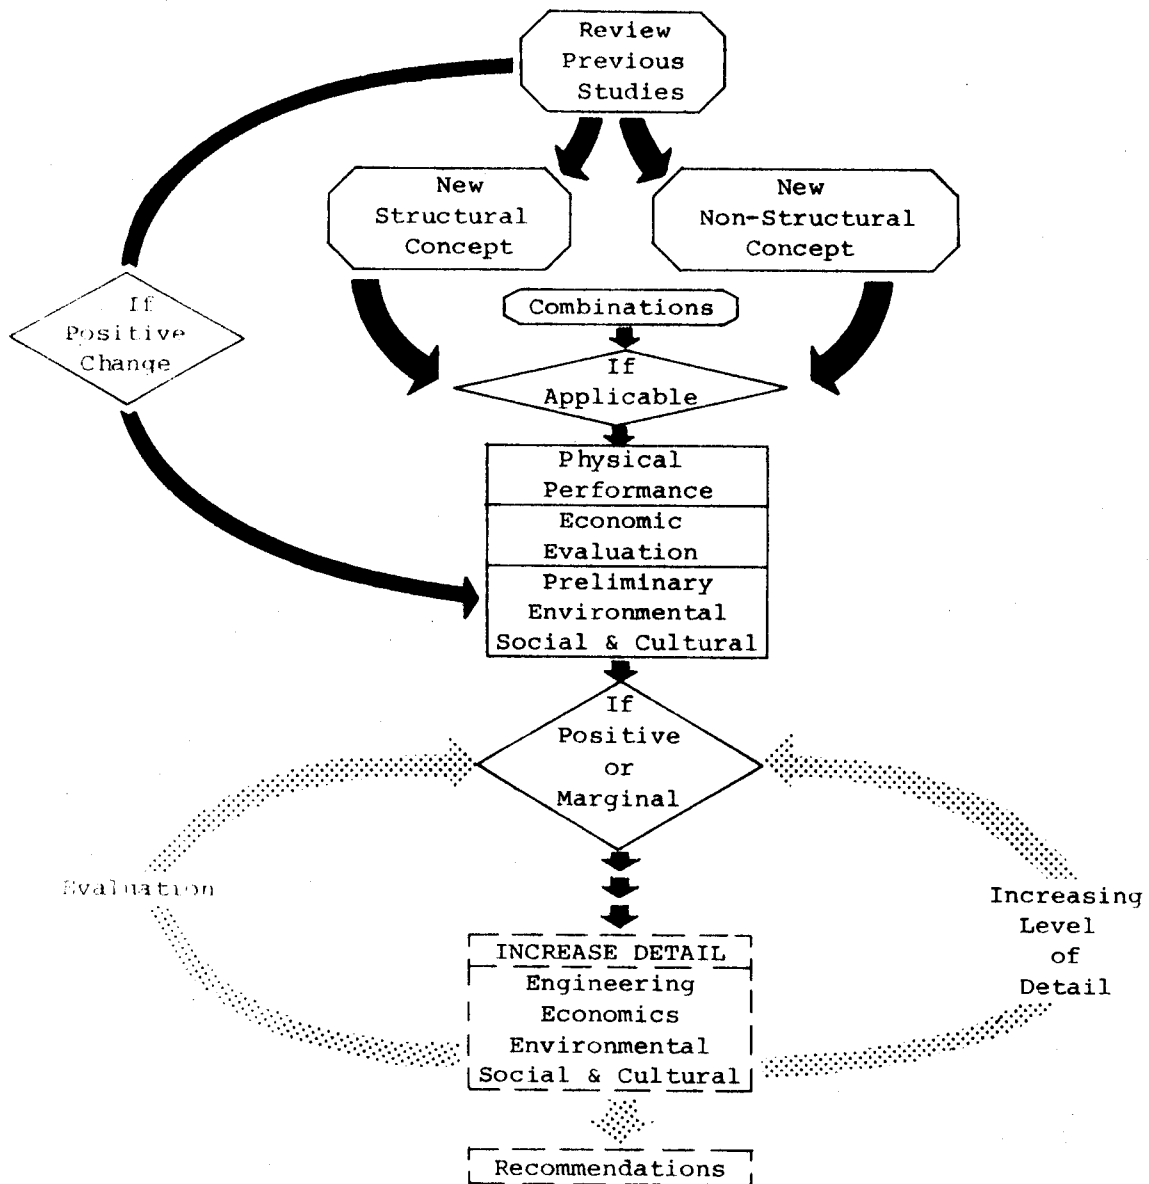 Review
Previous
Studies
New
Structural
Concept
New
Non-Structural
Concept
Combinations
If
Positive
Change
If
Applicable
Physical
Performance
Economic
Evaluation
Preliminary
Environmental
Social & Cultural
If
Positive
or
Marginal
Evaluation
Increasing
Level
of
Detail
INCREASE DETAIL
Engineering
Economics
Environmental
Social & Cultural
Recommendations